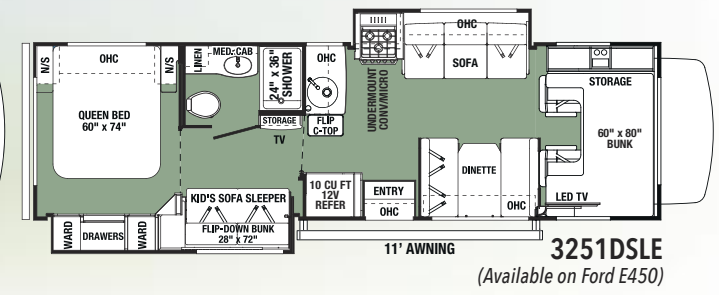 N/S
OHC
N/S
QUEEN BED
60" x 74"
WARD
DRAWERS
WARD
LINEN
MED. CAB
24" x 36"
SHOWER
STORAGE
TV
KID'S SOFA SLEEPER
FLIP-DOWN BUNK
28" x 72"
OHC
FLIP
C-TOP
UNDERMOUNT
CONV/MICRO
10 CU FT
12V
REFER
ENTRY
OHC
OHC
SOFA
DINETTE
OHC
STORAGE
60" x 80"
BUNK
LED TV
11' AWNING
3251DSLE
(Available on Ford E450)